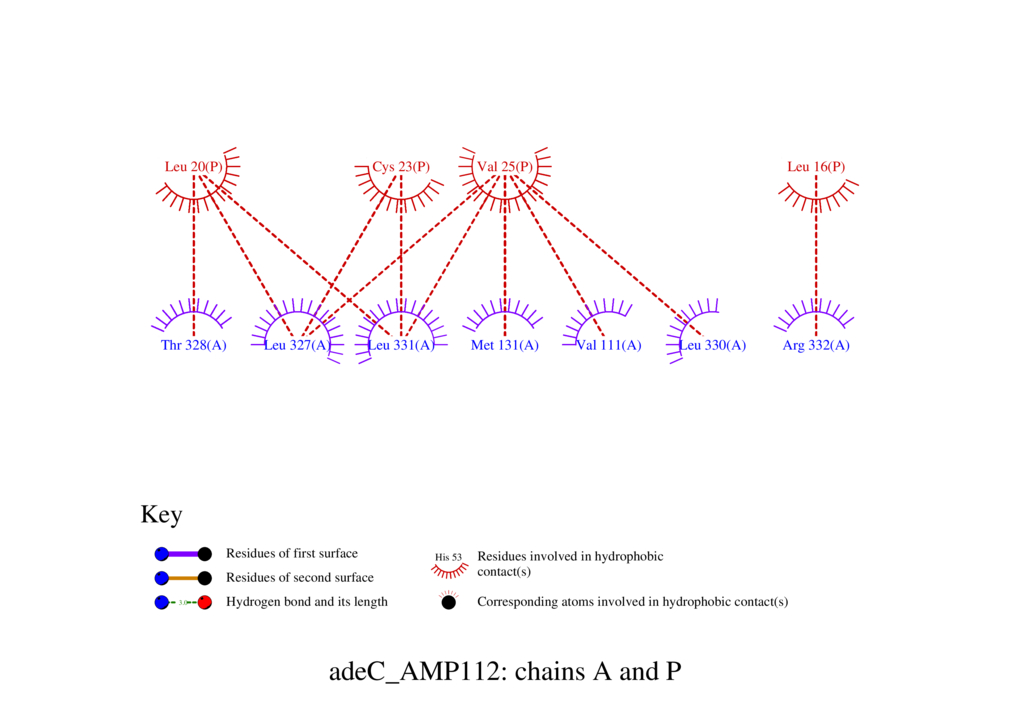 Leu 20(P) Cys 23(P) Val 25(P) Leu 16(P)
Thr 328(A) Leu 327(A) Leu 331(A) Met 131(A) Val 111(A) Leu 330(A) Arg 332(A)
Key
Residues of first surface
Residues of second surface
3.0
Hydrogen bond and its length
His 53
Residues involved in hydrophobic
contact(s)
Corresponding atoms involved in hydrophobic contact(s)
adeC_AMP112: chains A and P